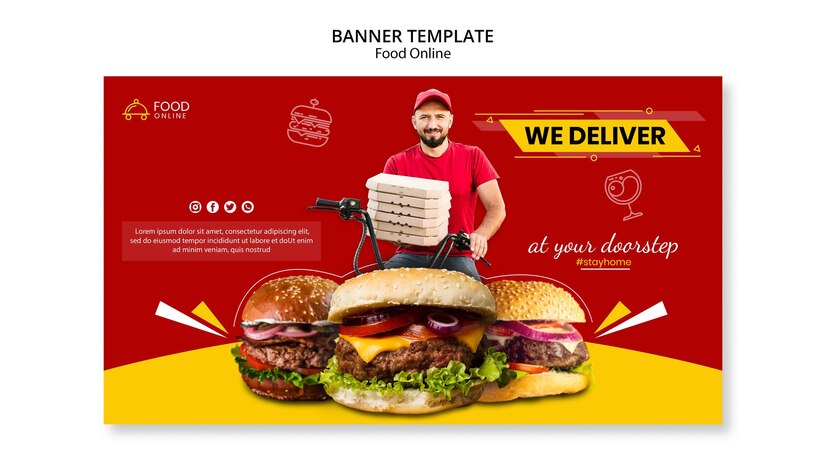 BANNER TEMPLATE
Food Online
FOOD
ONLINE
WE DELIVER
Lorem ipsum dolor sit amet, consectetur adipiscing elit,
sed do eiusmod tempor incididunt ut labore et doUt enim
ad minim veniam, quis nostrud
at your doorstep
#stayhome